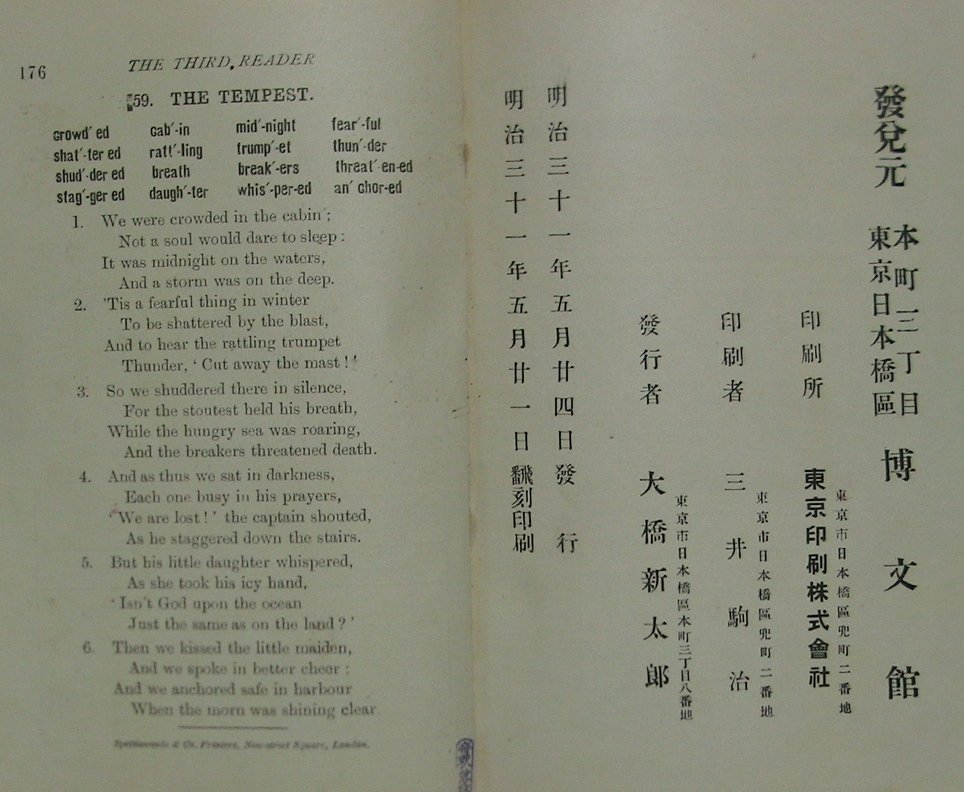 176
THE THIRD READER
59. THE TEMPEST.
crowd´ed cab´-in mid´-night fear´-ful
shat´-ter ed ratt´-ling trump´-et thun´-der
shud´-der ed breath break´-ers threat´-en-ed
stag´-ger ed daugh´-ter whis´-per-ed an´chor-ed
1. We were crowded in the cabin;
Not a soul would dare to sleep:
It was midnight on the waters,
And a storm was on the deep.
2. 'Tis a fearful thing in winter
To be shattered by the blast,
And to hear the rattling trumpet
Thunder, 'Cut away the mast!'
3. So we shuddered there in silence,
For the stoutest held his breath,
While the hungry sea was roaring,
And the breakers threatened death.
4. And as thus we sat in darkness,
Each one busy in his prayers,
'We are lost!' the captain shouted,
As he staggered down the stairs.
5. But his little daughter whispered,
As she took his icy hand,
'Isn't God upon the ocean
Just the same as on the land?'
6. Then we kissed the little maiden,
And we spoke in better cheer:
And we anchored safe in harbour
When the morn was shining clear.
Spottiswoode & Co. Printers, New-street Square, London.
發兌元
東京日本橋區
本町三丁目
博文館
印刷所
東京市日本橋區兜町二番地
東京印刷株式會社
印刷者
東京市日本橋區兜町二番地
三井駒治
發行者
東京市日本橋區本町三丁目八番地
大橋新太郎
明治三十一年五月廿四日發行
明治三十一年五月廿一日飜刻印刷